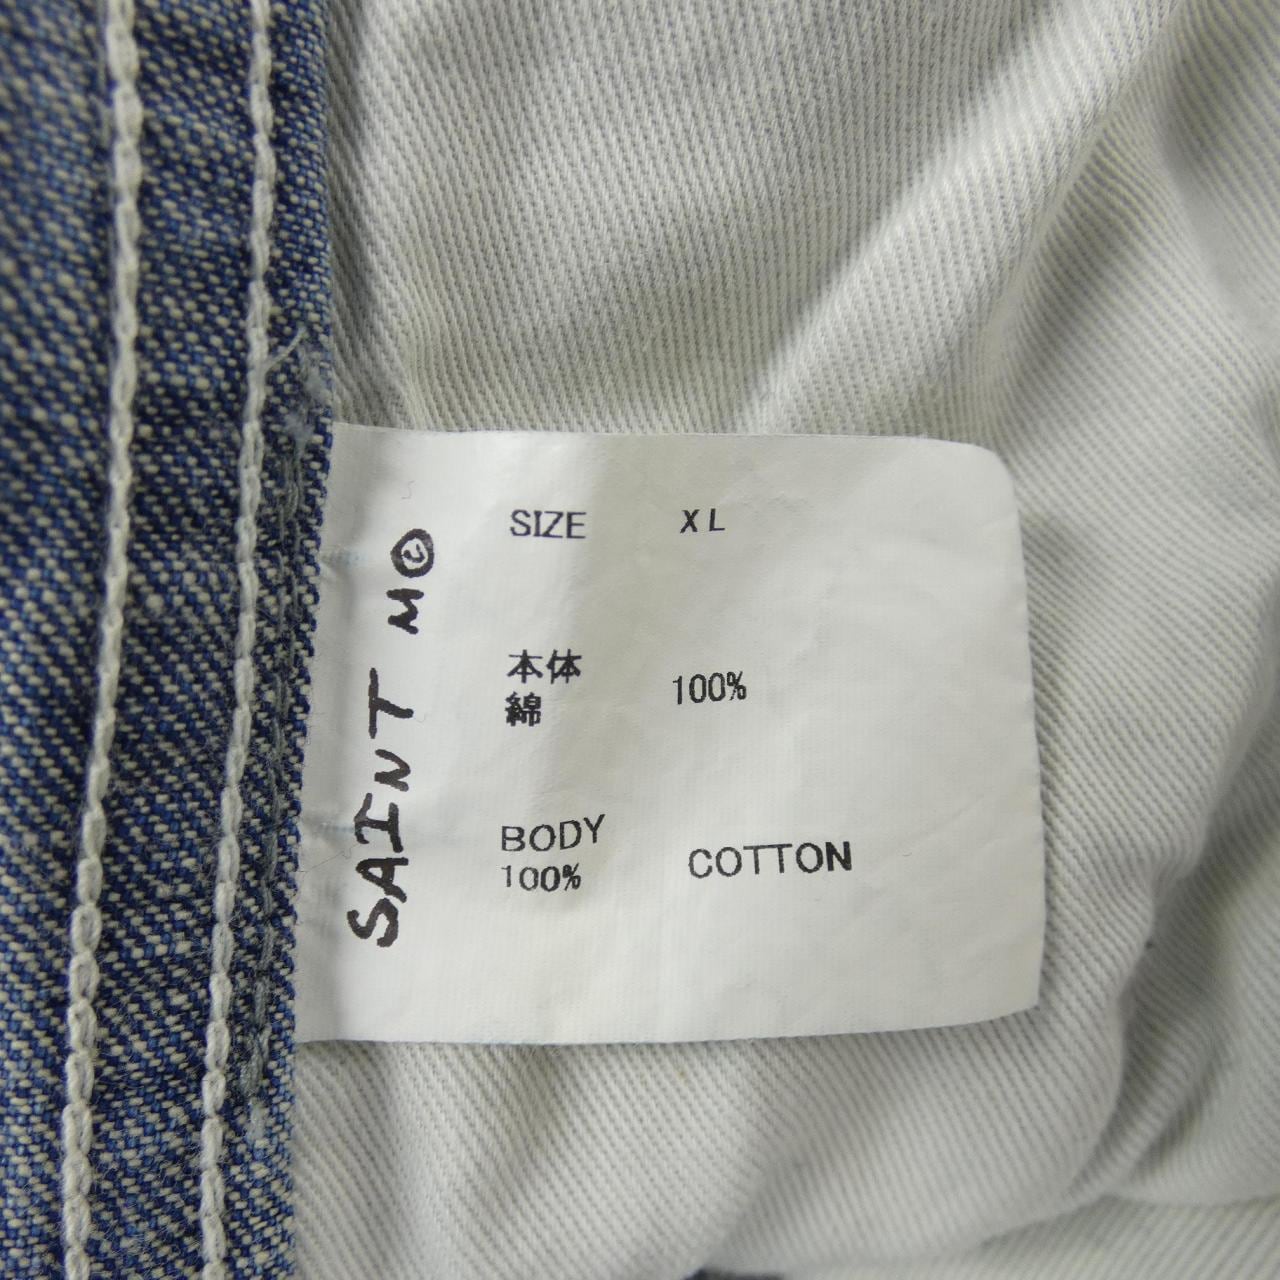 SAINT M©
SIZE XL
本体
綿 100%
BODY
100% COTTON